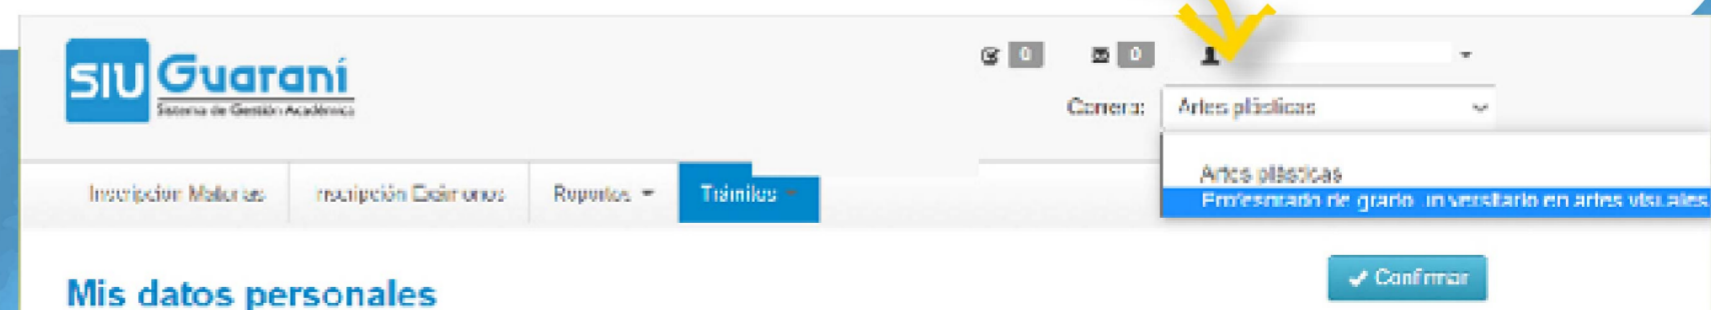 SIU Guaraní
Sistema de Gestión Académica
0 0
Carrera: Artes plásticas
Artes plásticas
Profesorado de grado universitario en artes visuales
Inscripción Materias Inscripción Exámenes Reportes Trámites
Mis datos personales
Confirmar